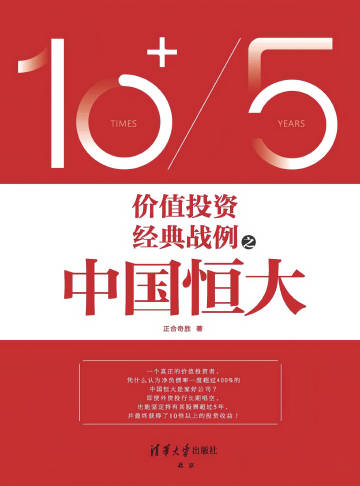 10+/5
TIMES
YEARS
价值投资
经典战例之
中国恒大
正合奇胜 著
一个真正的价值投资者，
凭什么认为净负债率一度超过400%的
中国恒大是家好公司？
即便外资投行长期唱空，
也能坚定持有其股票超过5年，
并最终获得了10倍以上的投资收益！
清华大学出版社
北京